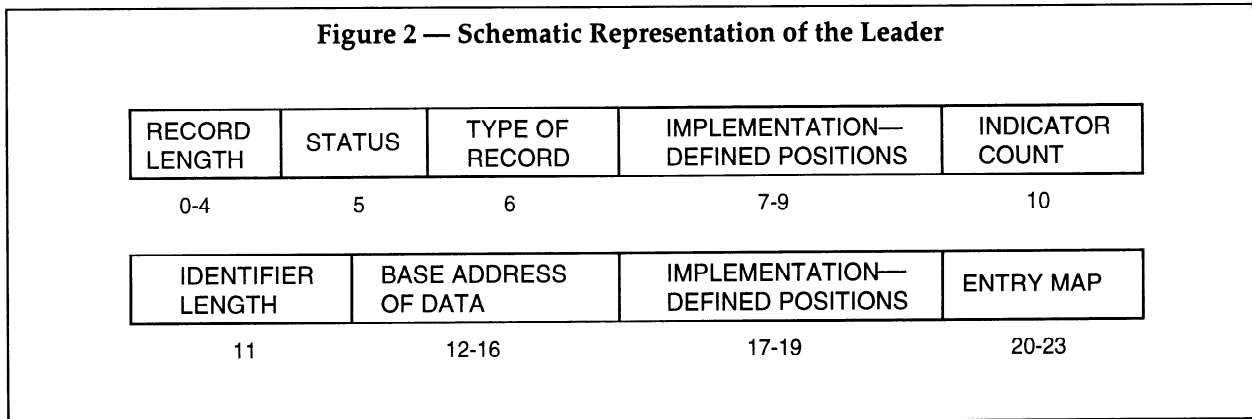 Figure 2 — Schematic Representation of the Leader
RECORD LENGTH
STATUS
TYPE OF RECORD
IMPLEMENTATION— DEFINED POSITIONS
INDICATOR COUNT
0-4 5 6 7-9 10
IDENTIFIER LENGTH
BASE ADDRESS OF DATA
IMPLEMENTATION— DEFINED POSITIONS
ENTRY MAP
11 12-16 17-19 20-23